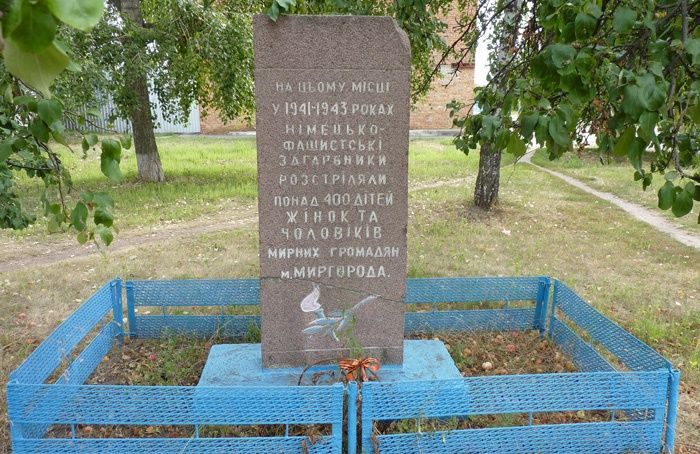 НА ЦЬОМУ МІСЦІ
У 1941-1943 РОКАХ
НІМЕЦЬКО-
ФАШИСТСЬКІ
ЗАГАРБНИКИ
РОЗСТРІЛЯЛИ
ПОНАД 400 ДІТЕЙ
ЖІНОК ТА
ЧОЛОВІКІВ
МИРНИХ ГРОМАДЯН
м. МИРГОРОДА.